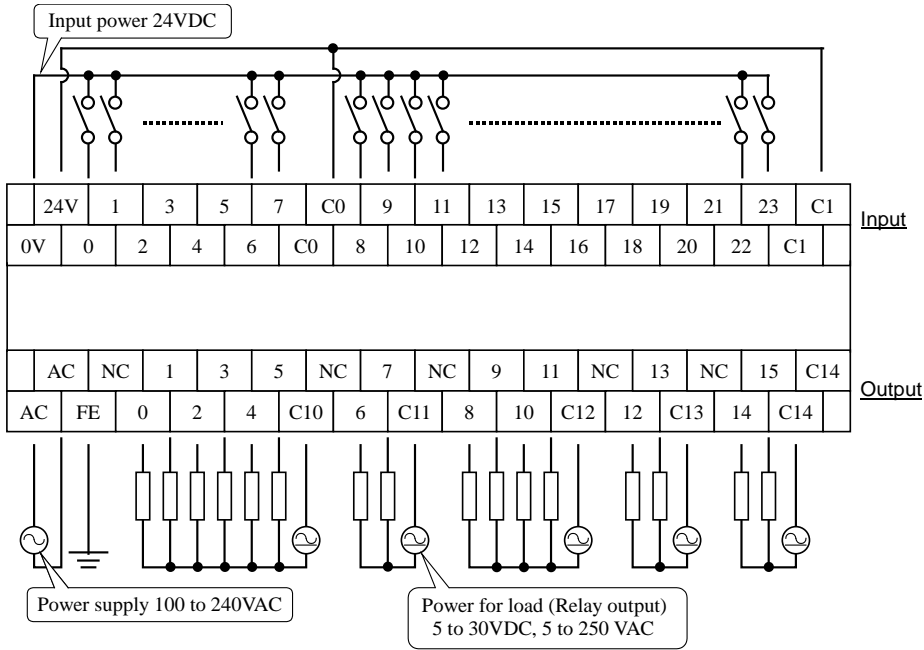 Input power 24VDC
24V 1 3 5 7 C0 9 11 13 15 17 19 21 23 C1
Input
0V 0 2 4 6 C0 8 10 12 14 16 18 20 22 C1
AC NC 1 3 5 NC 7 NC 9 11 NC 13 NC 15 C14
Output
AC FE 0 2 4 C10 6 C11 8 10 C12 12 C13 14 C14
Power supply 100 to 240VAC
Power for load (Relay output)
5 to 30VDC, 5 to 250 VAC